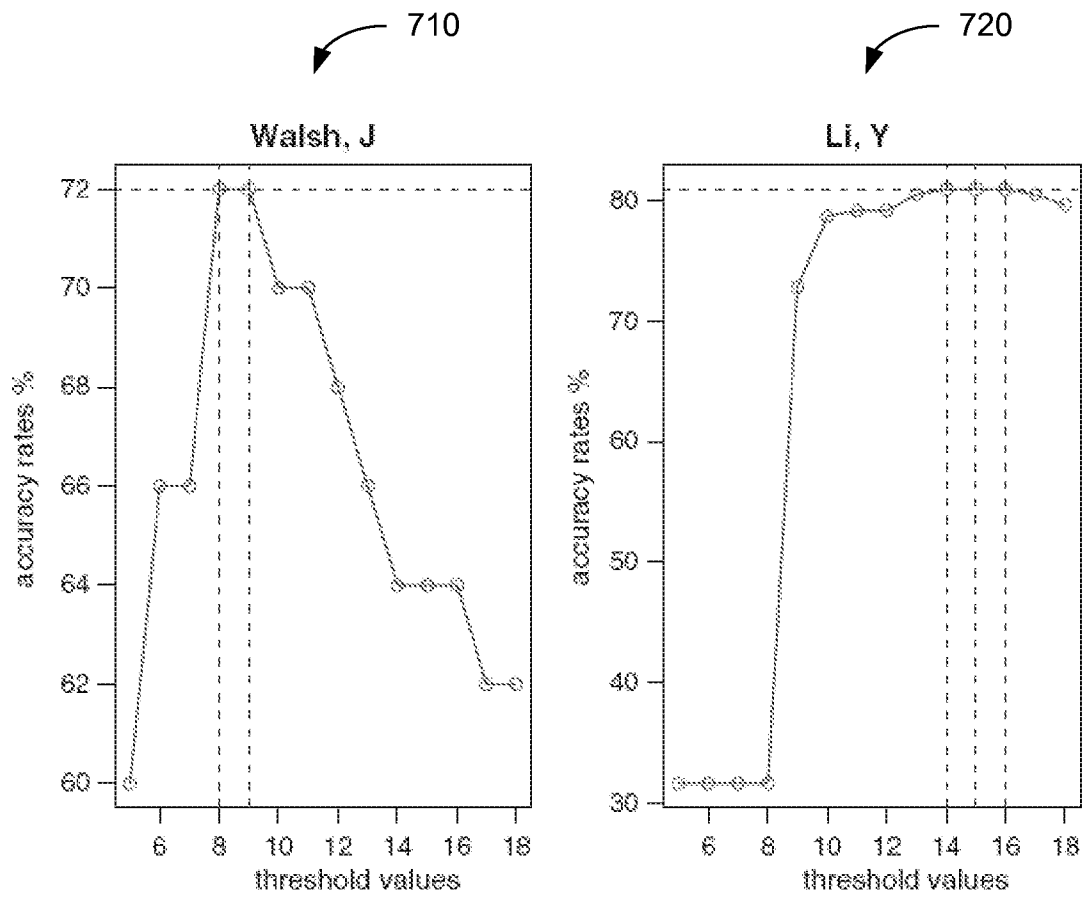 710
720
Walsh, J
Li, Y
accuracy rates %
72
70
68
66
64
62
60
6 8 10 12 14 16 18
threshold values
accuracy rates %
80
70
60
50
40
30
6 8 10 12 14 16 18
threshold values